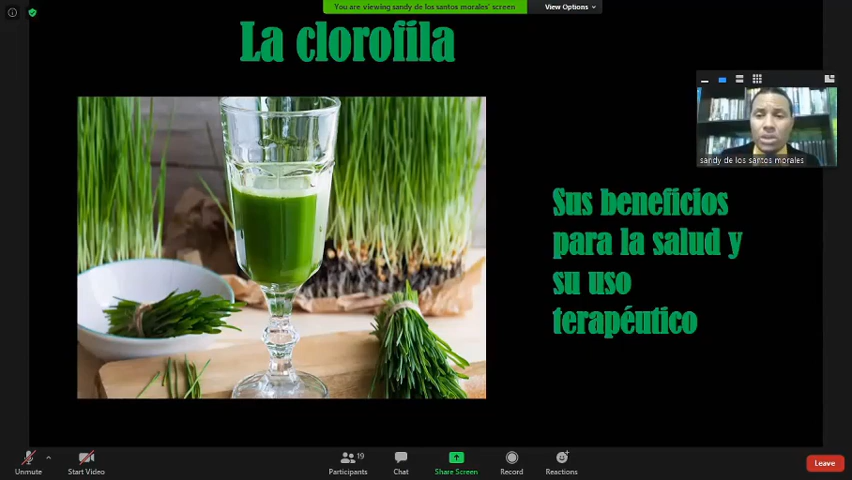 You are viewing sandy de los santos morales' screen
View Options
La clorofila
sandy de los santos morales
Sus beneficios
para la salud y
su uso
terapéutico
Unmute
Start Video
19
Participants
Chat
Share Screen
Record
Reactions
Leave